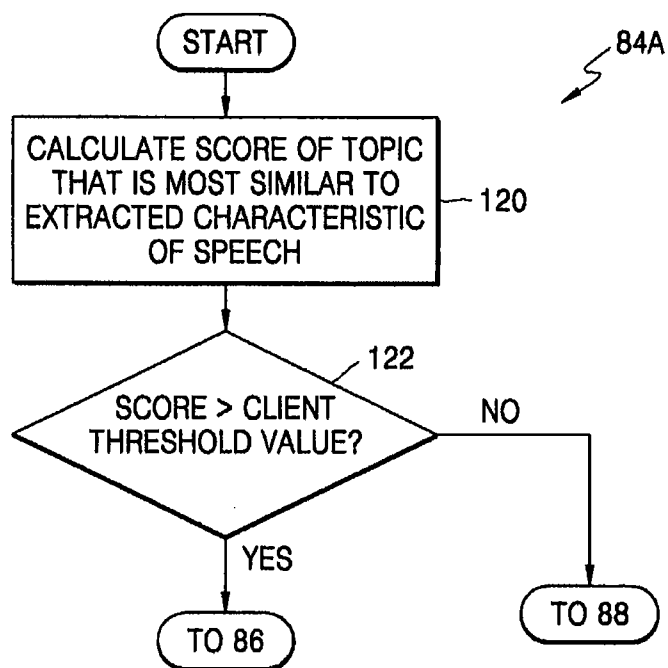 START
84A
CALCULATE SCORE OF TOPIC
THAT IS MOST SIMILAR TO
EXTRACTED CHARACTERISTIC
OF SPEECH
120
122
SCORE > CLIENT
THRESHOLD VALUE?
NO
YES
TO 86
TO 88